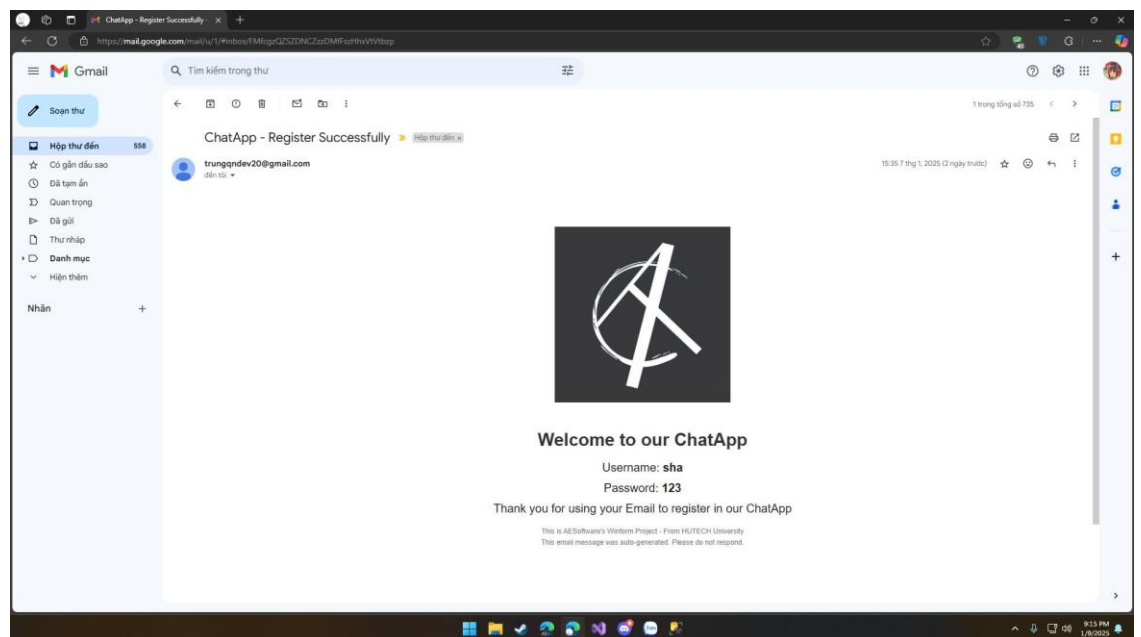 ChatApp - Register Successfully -
https://mail.google.com/mail/u/1/#inbox/
Gmail
Tìm kiếm trong thư
Soạn thư
1 trong tổng số 735
Hộp thư đến 558
Có gắn dấu sao
Đã tạm ẩn
Quan trọng
Đã gửi
Thư nháp
Danh mục
Hiện thêm
Nhãn
ChatApp - Register Successfully Hộp thư đến x
trungqndev20@gmail.com 15:35 7 thg 1, 2025 (2 ngày trước)
đến tôi
Welcome to our ChatApp
Username: sha
Password: 123
Thank you for using your Email to register in our ChatApp
This is AESoftware's Winform Project - From HUTECH University
This email message was auto-generated. Please do not respond.
9:15 PM
1/9/2025